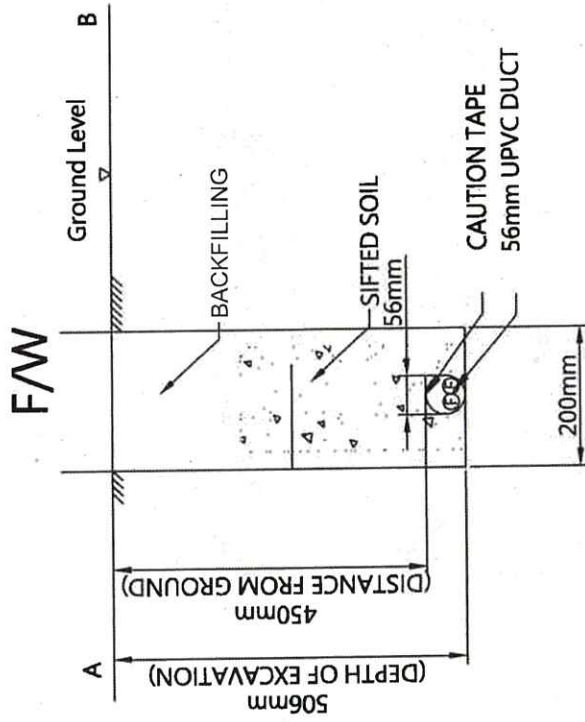 F/W
A
B
Ground Level
BACKFILLING
SIFTED SOIL
56mm
CAUTION TAPE
56mm UPVC DUCT
200mm
450mm
(DISTANCE FROM GROUND)
506mm
(DEPTH OF EXCAVATION)